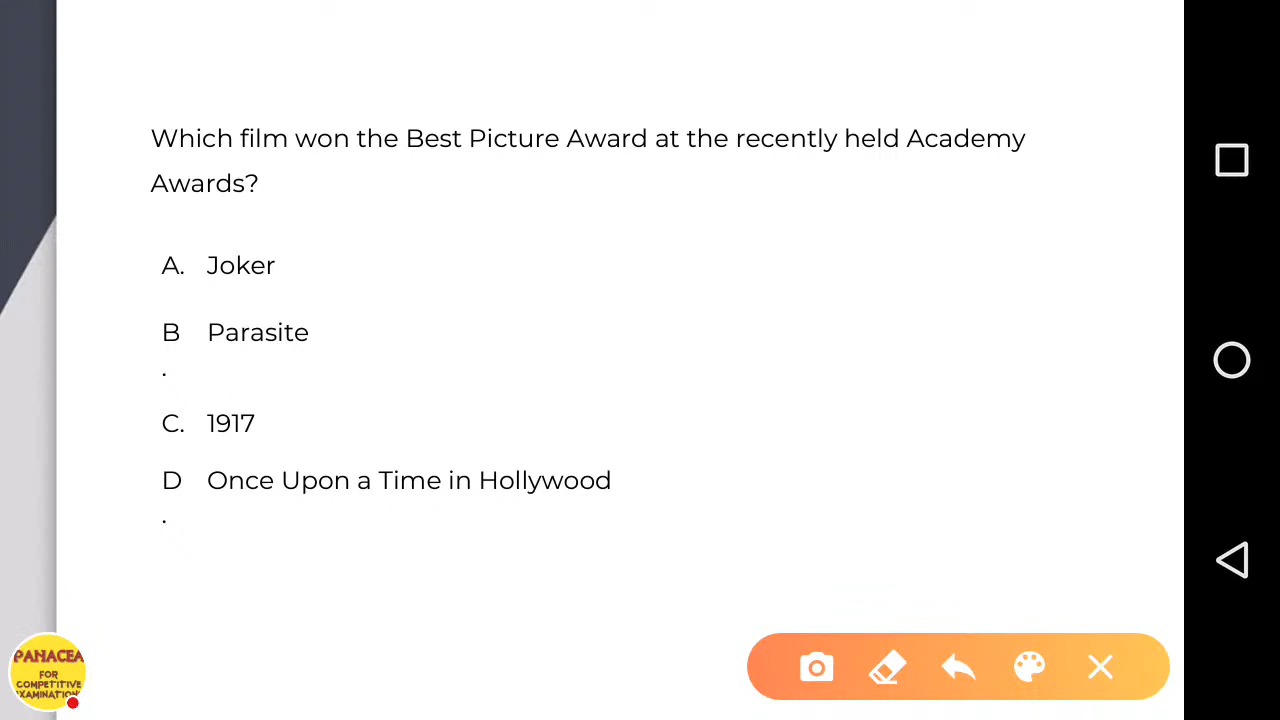 Which film won the Best Picture Award at the recently held Academy
Awards?
A. Joker
B Parasite
.
C. 1917
D Once Upon a Time in Hollywood
.
PANACEA
FOR
COMPETITIVE
EXAMINATION